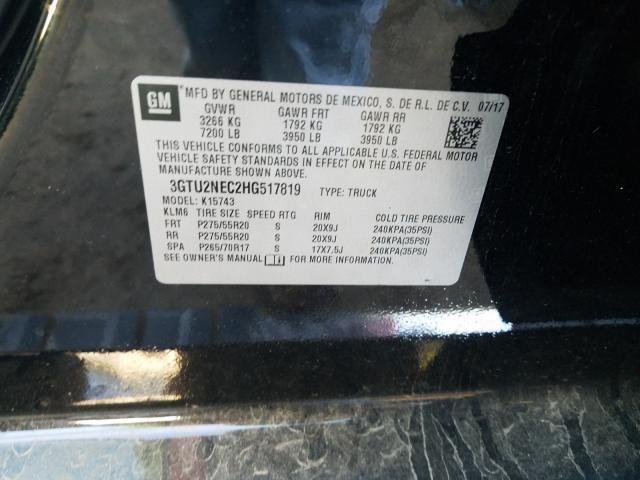 GM
MFD BY GENERAL MOTORS DE MEXICO, S. DE R.L. DE C.V. 07/17
GVWR GAWR FRT GAWR RR
3266 KG 1792 KG 1792 KG
7200 LB 3950 LB 3950 LB
THIS VEHICLE CONFORMS TO ALL APPLICABLE U.S. FEDERAL MOTOR
VEHICLE SAFETY STANDARDS IN EFFECT ON THE DATE OF
MANUFACTURE SHOWN ABOVE.
3GTU2NEC2HG517819 TYPE: TRUCK
MODEL: K15743
KLM6 TIRE SIZE SPEED RTG RIM COLD TIRE PRESSURE
FRT P275/55R20 S 20X9J 240KPA(35PSI)
RR P275/55R20 S 20X9J 240KPA(35PSI)
SPA P265/70R17 S 17X7.5J 240KPA(35PSI)
SEE OWNER'S MANUAL FOR MORE INFORMATION.